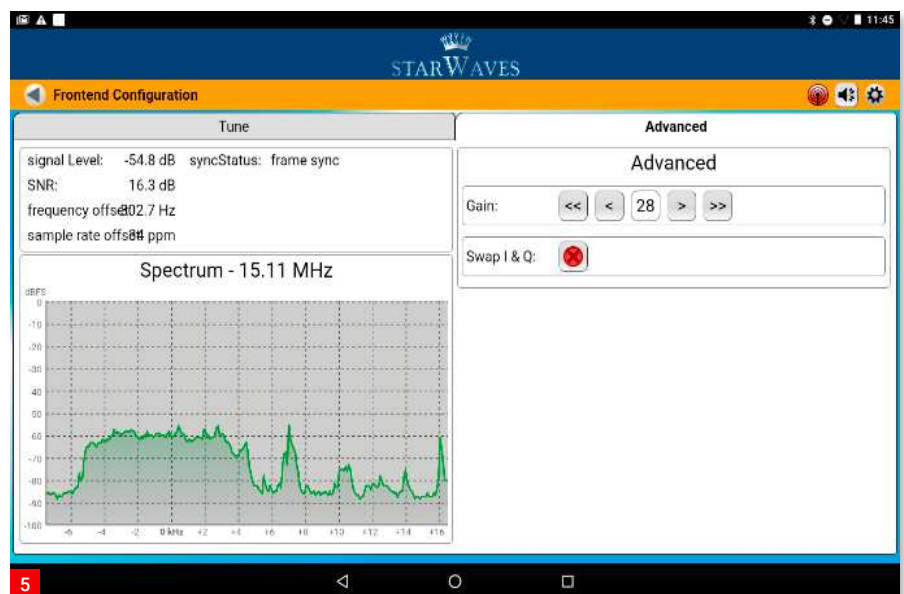 11:45
STARWAVES
Frontend Configuration
Tune
Advanced
signal Level: -54.8 dB syncStatus: frame sync
SNR: 16.3 dB
frequency offset 302.7 Hz
sample rate offset 84 ppm
Advanced
Gain: << < 28 > >>
Swap I & Q:
Spectrum - 15.11 MHz
dBFS
0
-10
-20
-30
40
50
60
-70
-80
-90
-100
-6 -4 -2 0 kHz +2 +4 +6 +8 +10 +12 +14 +16
5